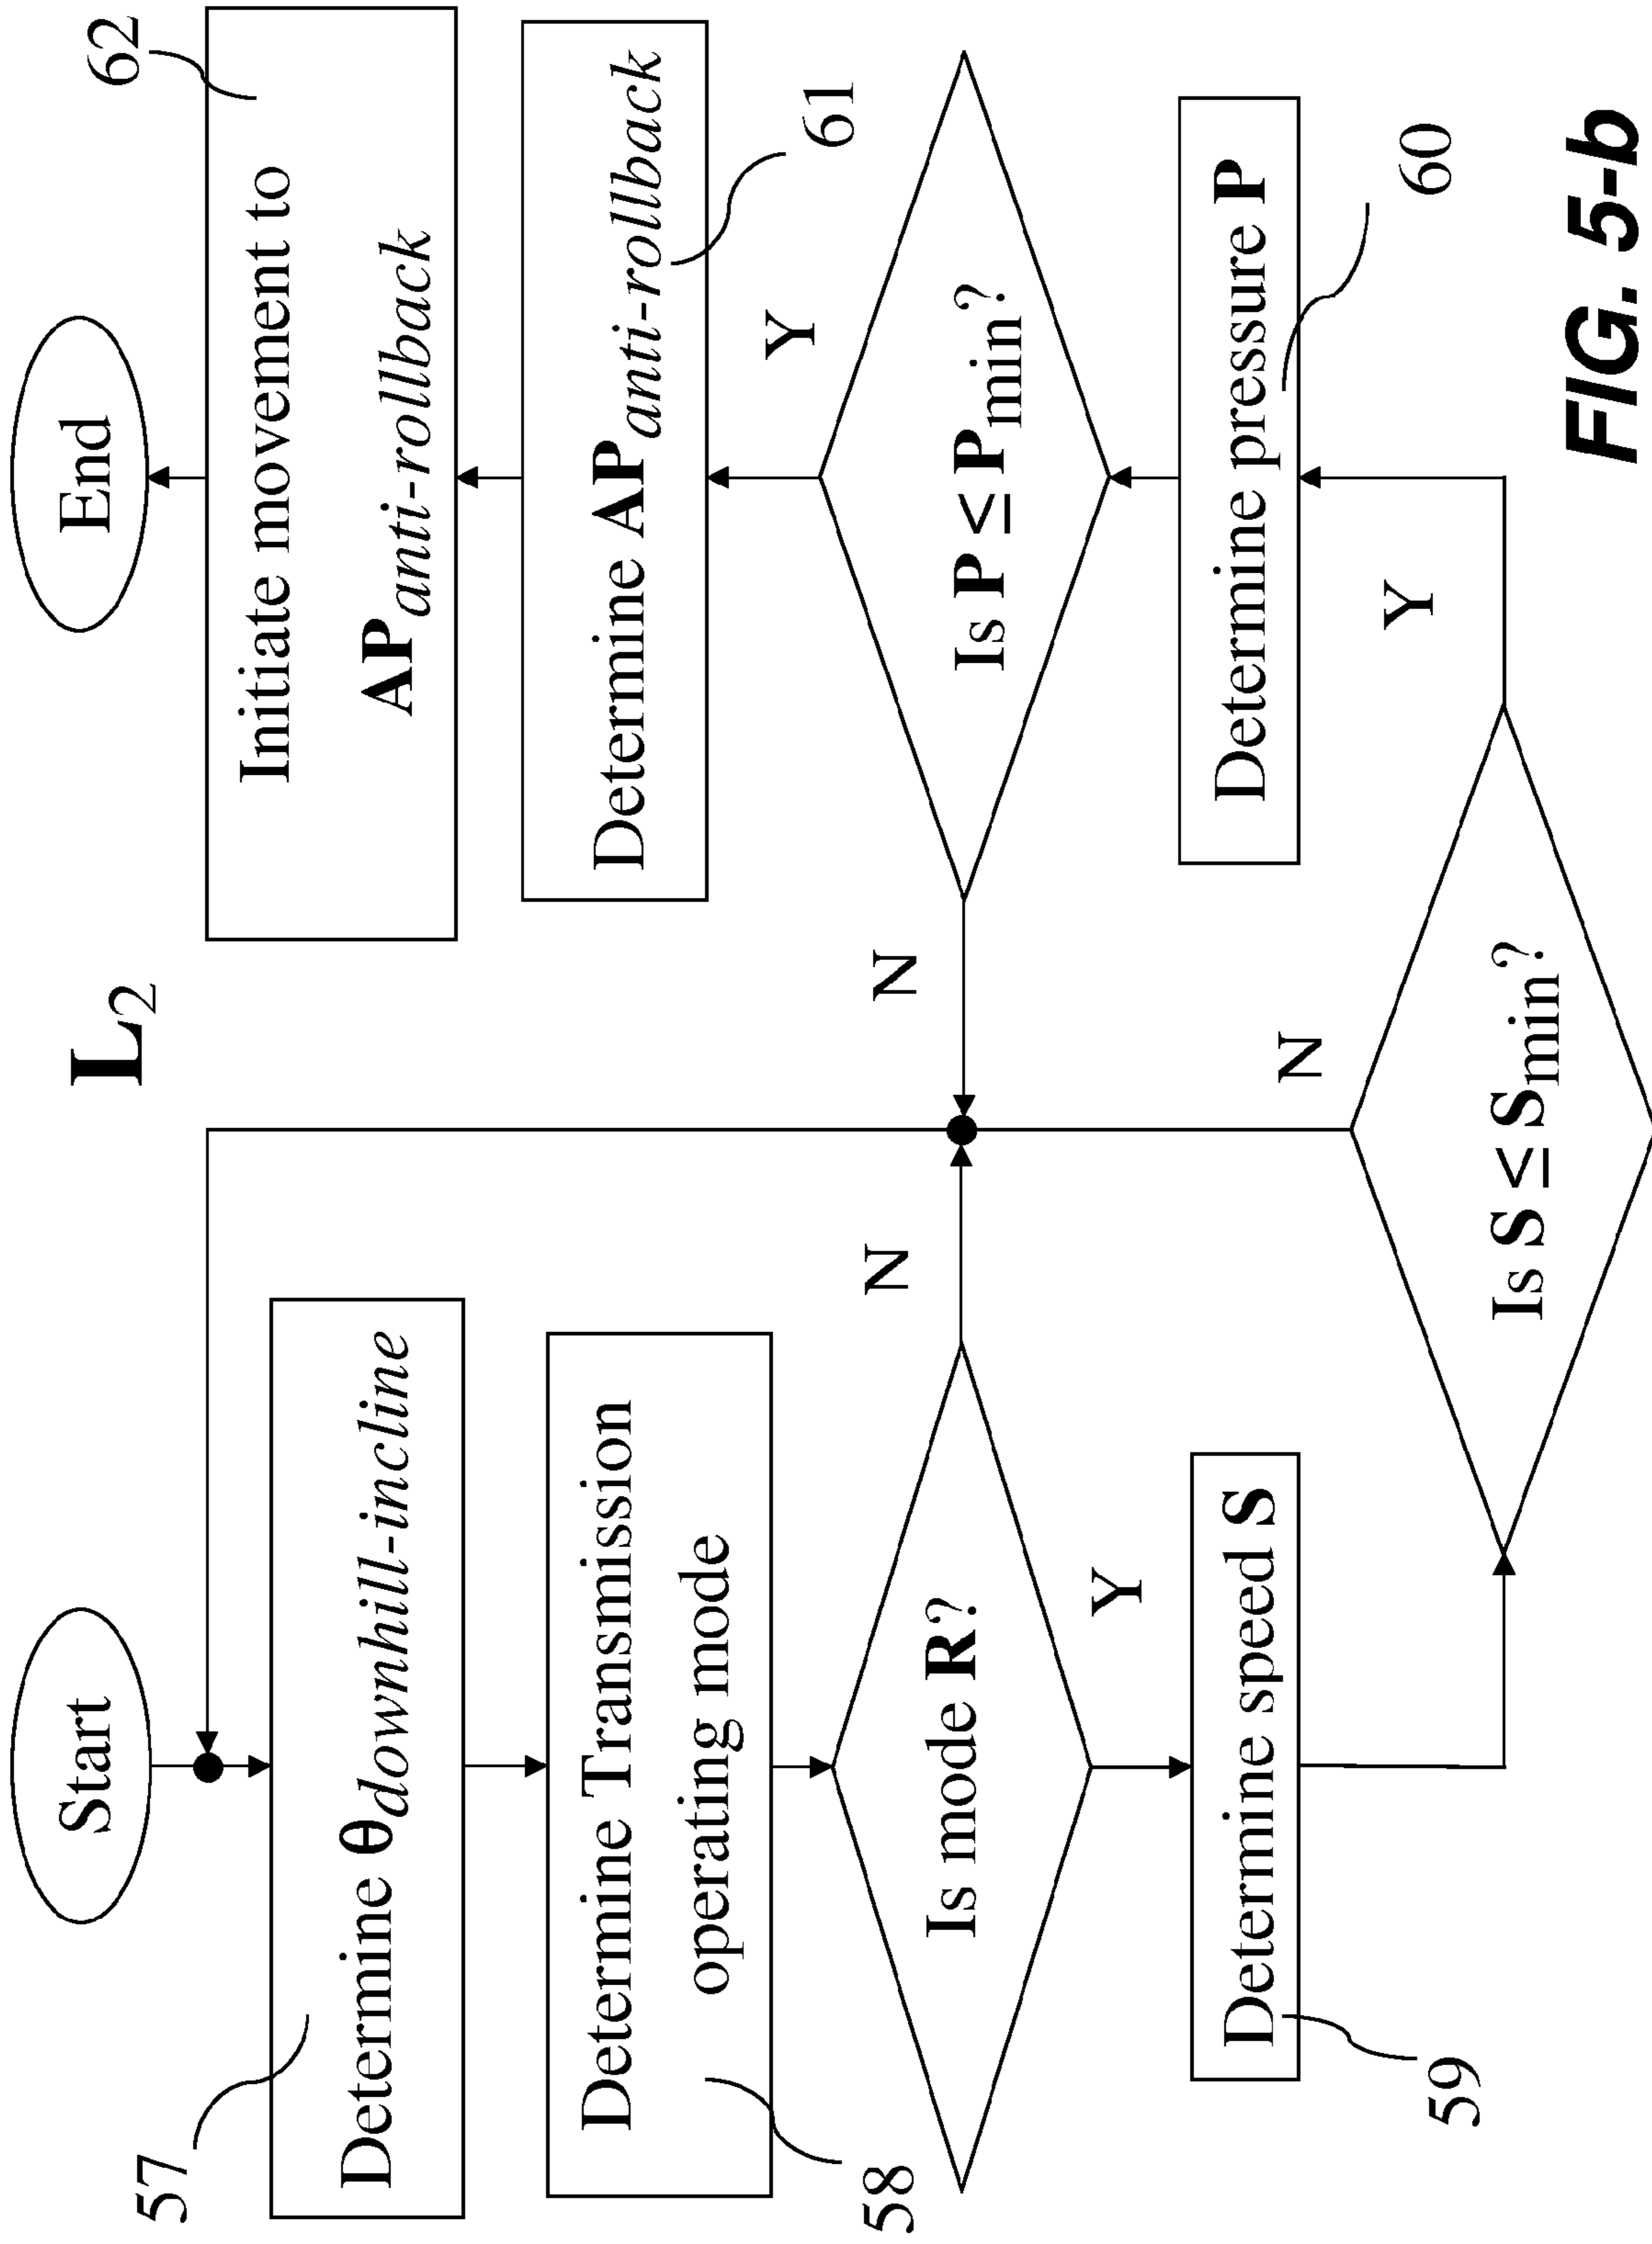 L2
Start
57
Determine θdownhill-incline
58
Determine Transmission
operating mode
Is mode R?
N
Y
59
Determine speed S
Is S ≤ Smin?
N
Y
60
Determine pressure P
Is P ≤ Pmin?
N
Y
61
Determine APanti-rollback
62
Initiate movement to
APanti-rollback
End
FIG. 5-b